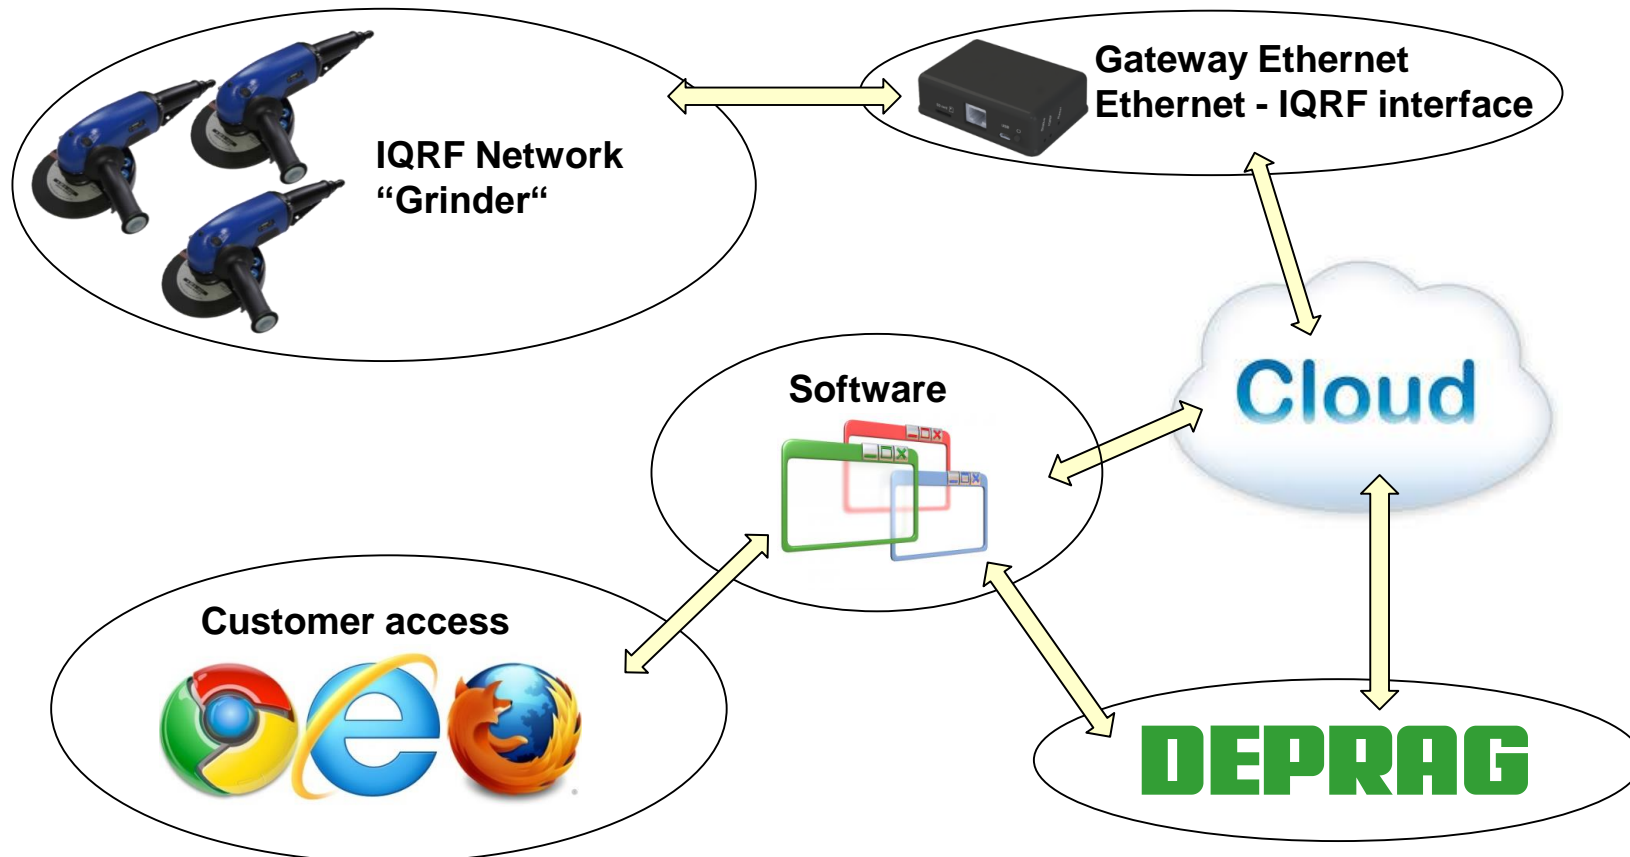 IQRF Network
“Grinder“
Gateway Ethernet
Ethernet - IQRF interface
Cloud
Software
Customer access
DEPRAG